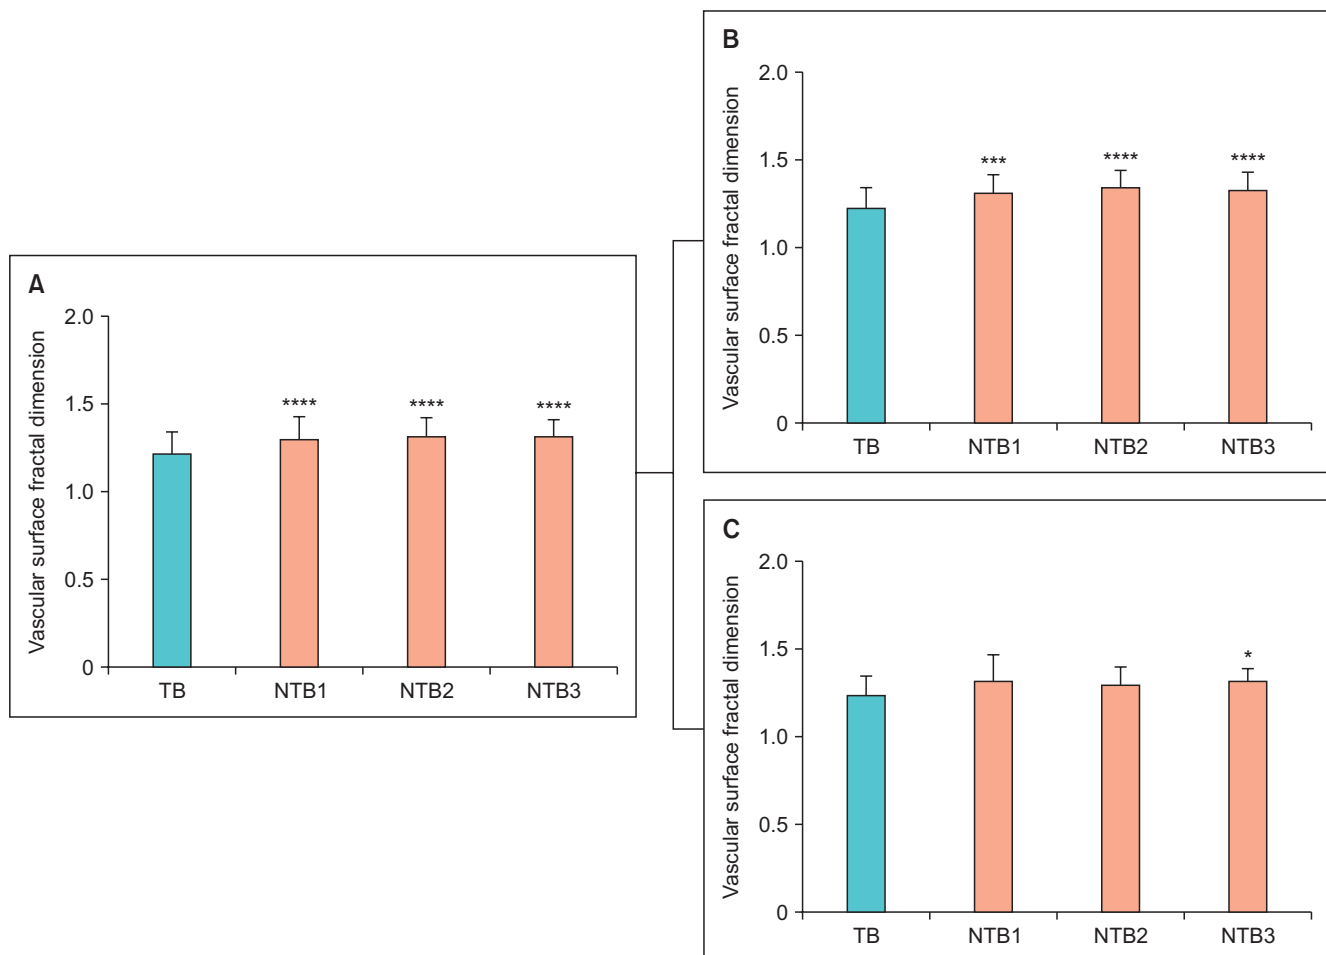 A
Vascular surface fractal dimension
2.0
1.5
1.0
0.5
0
**** **** ****
TB NTB1 NTB2 NTB3
B
Vascular surface fractal dimension
2.0
1.5
1.0
0.5
0
*** **** ****
TB NTB1 NTB2 NTB3
C
Vascular surface fractal dimension
2.0
1.5
1.0
0.5
0
*
TB NTB1 NTB2 NTB3